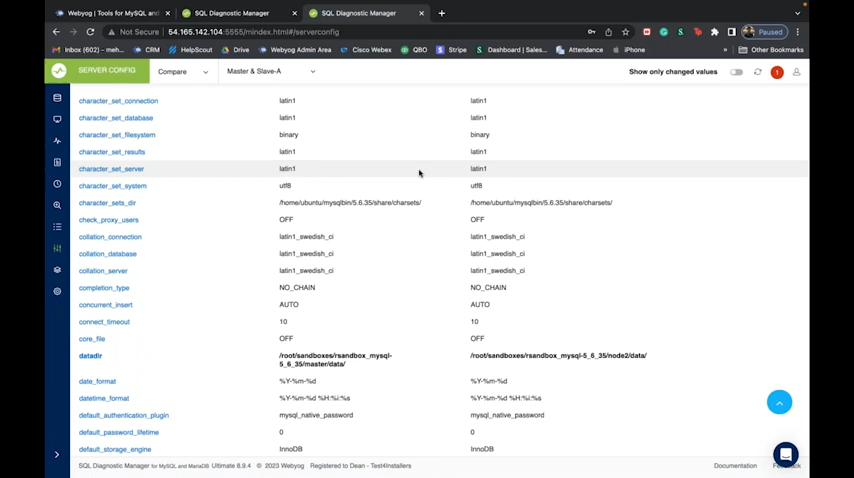 Webyog | Tools for MySQL and
SQL Diagnostic Manager
SQL Diagnostic Manager
Not Secure 54.165.142.104:5555/mindex.html#/serverconfig
Paused
Inbox (602) - meh...
CRM
HelpScout
Drive
Webyog Admin Area
Cisco Webex
QBO
Stripe
Dashboard | Sales...
Attendance
iPhone
»
Other Bookmarks
SERVER CONFIG
Compare
Master & Slave-A
Show only changed values
1
character_set_connection latin1 latin1
character_set_database latin1 latin1
character_set_filesystem binary binary
character_set_results latin1 latin1
character_set_server latin1 latin1
character_set_system utf8 utf8
character_sets_dir /home/ubuntu/mysqlbin/5.6.35/share/charsets/ /home/ubuntu/mysqlbin/5.6.35/share/charsets/
check_proxy_users OFF OFF
collation_connection latin1_swedish_ci latin1_swedish_ci
collation_database latin1_swedish_ci latin1_swedish_ci
collation_server latin1_swedish_ci latin1_swedish_ci
completion_type NO_CHAIN NO_CHAIN
concurrent_insert AUTO AUTO
connect_timeout 10 10
core_file OFF OFF
datadir /root/sandboxes/rsandbox_mysql- /root/sandboxes/rsandbox_mysql-5_6_35/node2/data/
5_6_35/master/data/
date_format %Y-%m-%d %Y-%m-%d
datetime_format %Y-%m-%d %H:%i:%s %Y-%m-%d %H:%i:%s
default_authentication_plugin mysql_native_password mysql_native_password
default_password_lifetime 0 0
default_storage_engine InnoDB InnoDB
SQL Diagnostic Manager for MySQL and MariaDB Ultimate 8.9.4 © 2023 Webyog Registered to Dean - Test4Installers
Documentation